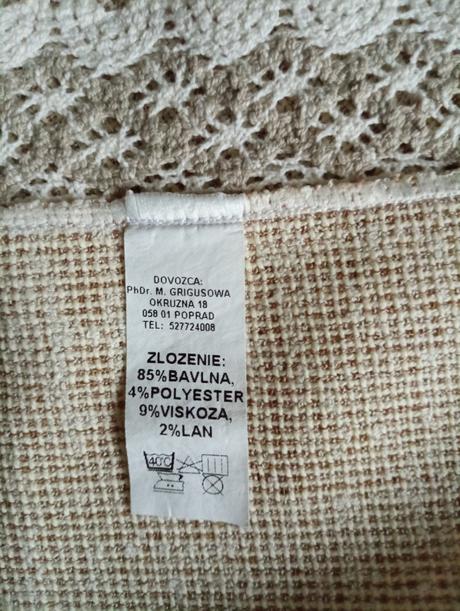 DOVOZCA:
PhDr. M. GRIGUSOWA
OKRUZNA 18
058 01 POPRAD
TEL: 527724008
ZLOZENIE:
85%BAVLNA,
4%POLYESTER
9%VISKOZA,
2%LAN
40°C